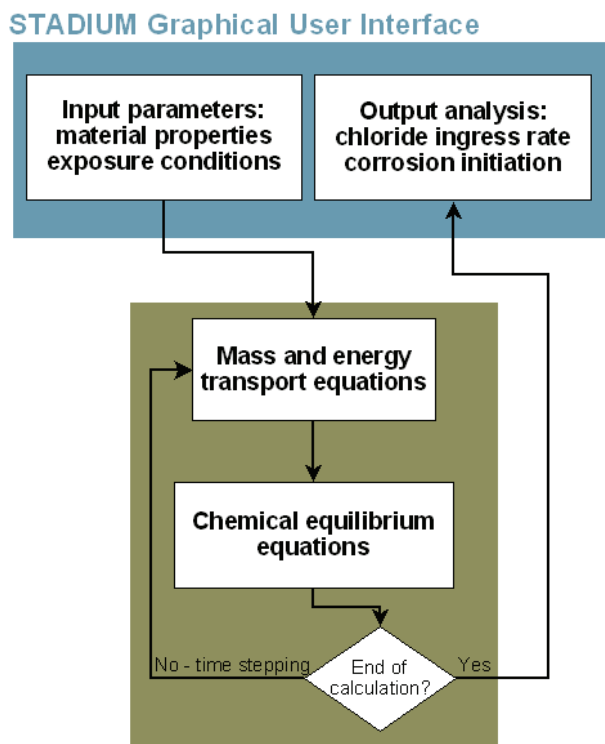 STADIUM Graphical User Interface
Input parameters:
material properties
exposure conditions
Output analysis:
chloride ingress rate
corrosion initiation
Mass and energy
transport equations
Chemical equilibrium
equations
No - time stepping
End of
calculation?
Yes